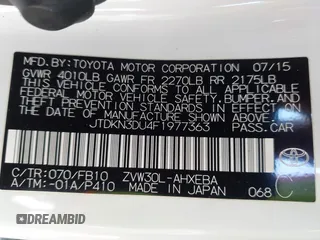 MFD.BY:TOYOTA MOTOR CORPORATION 07/15
GVWR 4010LB GAWR FR 2270LB RR 2175LB
THIS VEHICLE CONFORMS TO ALL APPLICABLE
FEDERAL MOTOR VEHICLE SAFETY, BUMPER, AND
THEFT PREVENTION STANDARDS IN EFFECT ON THE
DATE OF MANUFACTURE SHOWN ABOVE.
JTDKN3DU4F1977363
PASS. CAR
C/TR:070/FB10 ZVW30L-AHXEBA
A/TM:-01A/P410 MADE IN JAPAN
068 C
TOYOTA
DREAMBID